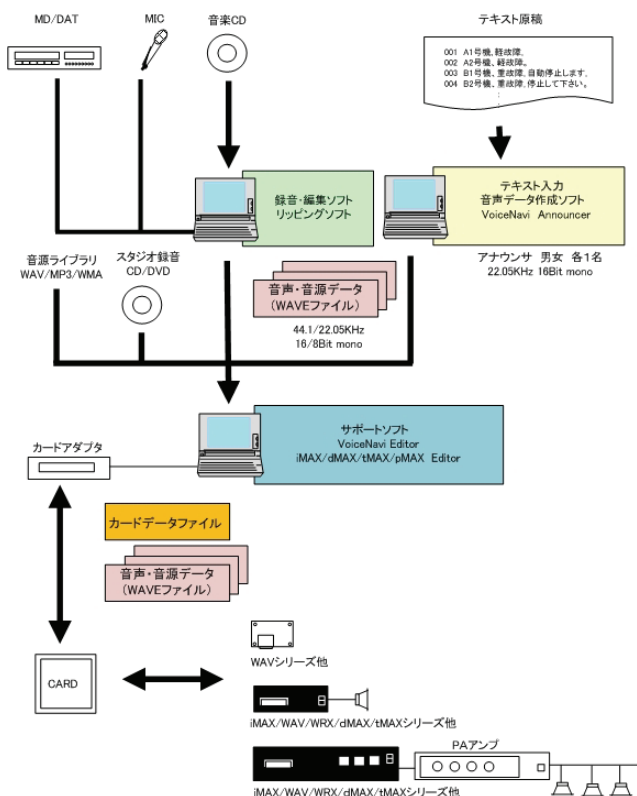 MD/DAT
MIC
音楽CD
テキスト原稿
001 A1号機、軽故障.
002 A2号機、軽故障。
003 B1号機、重故障,自動停止します.
004 B2号機、重故障,停止して下さい。
録音・編集ソフト
リッピングソフト
テキスト入力
音声データ作成ソフト
VoiceNavi Announcer
アナウンサ 男女 各1名
22.05KHz 16Bit mono
音源ライブラリ
WAV/MP3/WMA
スタジオ録音
CD/DVD
音声・音源データ
(WAVEファイル)
44.1/22.05KHz
16/8Bit mono
サポートソフト
VoiceNavi Editor
iMAX/dMAX/tMAX/pMAX Editor
カードアダプタ
カードデータファイル
音声・音源データ
(WAVEファイル)
CARD
WAVシリーズ他
iMAX/WAV/WRX/dMAX/tMAXシリーズ他
PAアンプ
iMAX/WAV/WRX/dMAX/tMAXシリーズ他